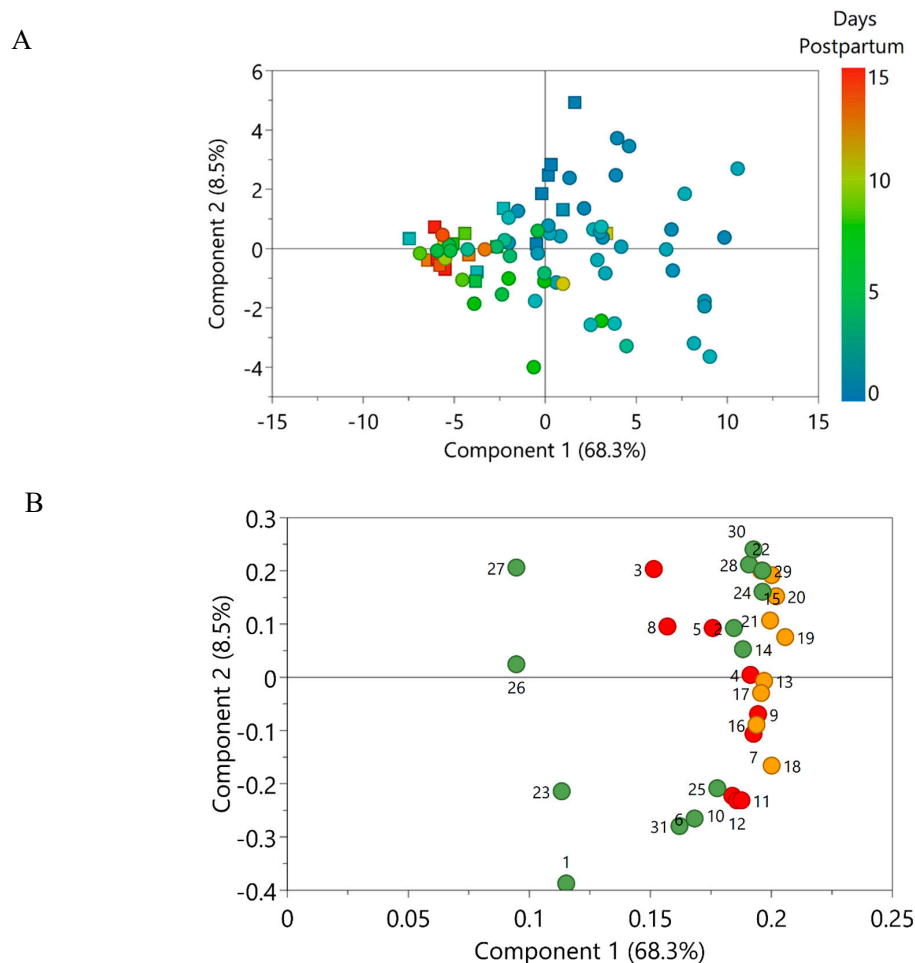 A
Days
Postpartum
15
10
5
0
6
4
2
0
-2
-4
Component 2 (8.5%)
-15 -10 -5 0 5 10 15
Component 1 (68.3%)
B
0.3
0.2
0.1
0
-0.1
-0.2
-0.3
-0.4
Component 2 (8.5%)
30
22
28 29
27 3
24 15 20
8 5 2 21 19
14
4 13
26 17
9
16
7 18
23 25 11
31 6 10 12
1
0 0.05 0.1 0.15 0.2 0.25
Component 1 (68.3%)